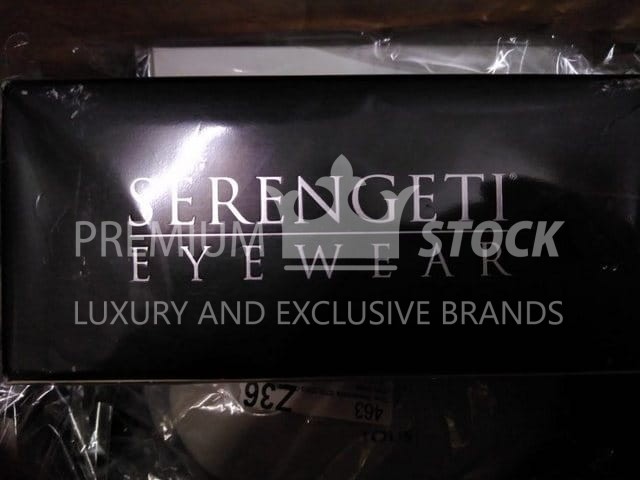 SERENGETI®
PREMIUM STOCK
EYEWEAR
LUXURY AND EXCLUSIVE BRANDS
Z36
463